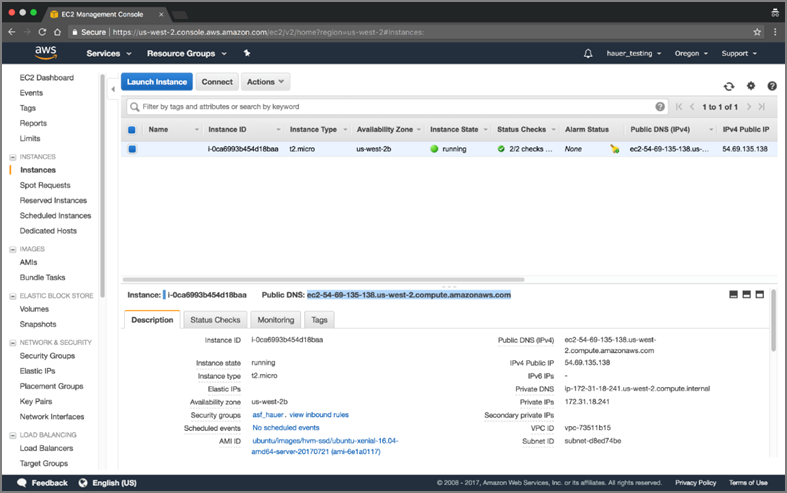 EC2 Management Console
Secure https://us-west-2.console.aws.amazon.com/ec2/v2/home?region=us-west-2#Instances:
aws Services Resource Groups hauer_testing Oregon Support
EC2 Dashboard
Events
Tags
Reports
Limits
INSTANCES
Instances
Spot Requests
Reserved Instances
Scheduled Instances
Dedicated Hosts
IMAGES
AMIs
Bundle Tasks
ELASTIC BLOCK STORE
Volumes
Snapshots
NETWORK & SECURITY
Security Groups
Elastic IPs
Placement Groups
Key Pairs
Network Interfaces
LOAD BALANCING
Load Balancers
Target Groups
Launch Instance Connect Actions
Filter by tags and attributes or search by keyword 1 to 1 of 1
Name Instance ID Instance Type Availability Zone Instance State Status Checks Alarm Status Public DNS (IPv4) IPv4 Public IP
i-0ca6993b454d18baa t2.micro us-west-2b running 2/2 checks ... None ec2-54-69-135-138.us-... 54.69.135.138
Instance: i-0ca6993b454d18baa Public DNS: ec2-54-69-135-138.us-west-2.compute.amazonaws.com
Description Status Checks Monitoring Tags
Instance ID i-0ca6993b454d18baa Public DNS (IPv4) ec2-54-69-135-138.us-west-
2.compute.amazonaws.com
Instance state running IPv4 Public IP 54.69.135.138
Instance type t2.micro IPv6 IPs -
Elastic IPs Private DNS ip-172-31-18-241.us-west-2.compute.internal
Availability zone us-west-2b Private IPs 172.31.18.241
Security groups asf_hauer. view inbound rules Secondary private IPs
Scheduled events No scheduled events VPC ID vpc-73511b15
AMI ID ubuntu/images/hvm-ssd/ubuntu-xenial-16.04- Subnet ID subnet-d8ed74be
amd64-server-20170721 (ami-6e1a0117)
Feedback English (US) © 2008 - 2017, Amazon Web Services, Inc. or its affiliates. All rights reserved. Privacy Policy Terms of Use